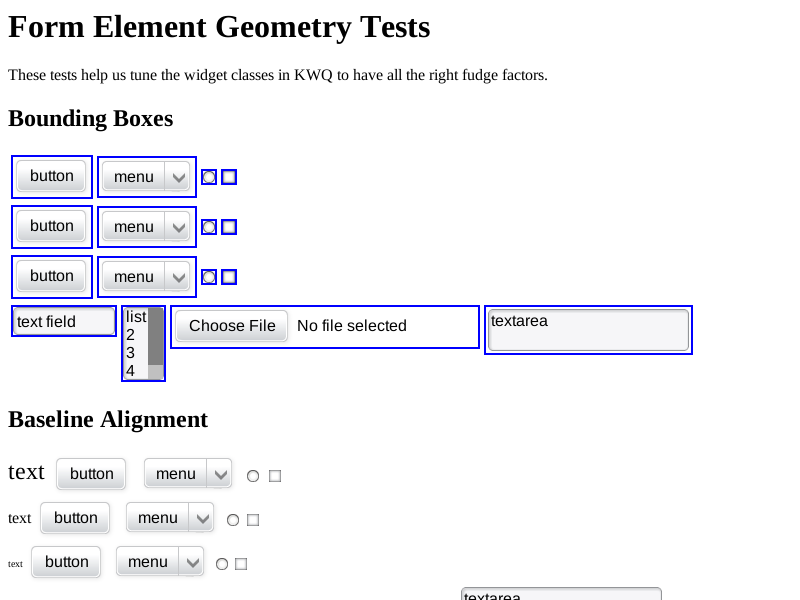 Form Element Geometry Tests
These tests help us tune the widget classes in KWQ to have all the right fudge factors.
Bounding Boxes
button menu
button menu
button menu
text field list Choose File No file selected textarea
2
3
4
Baseline Alignment
text button menu
text button menu
text button menu
textarea